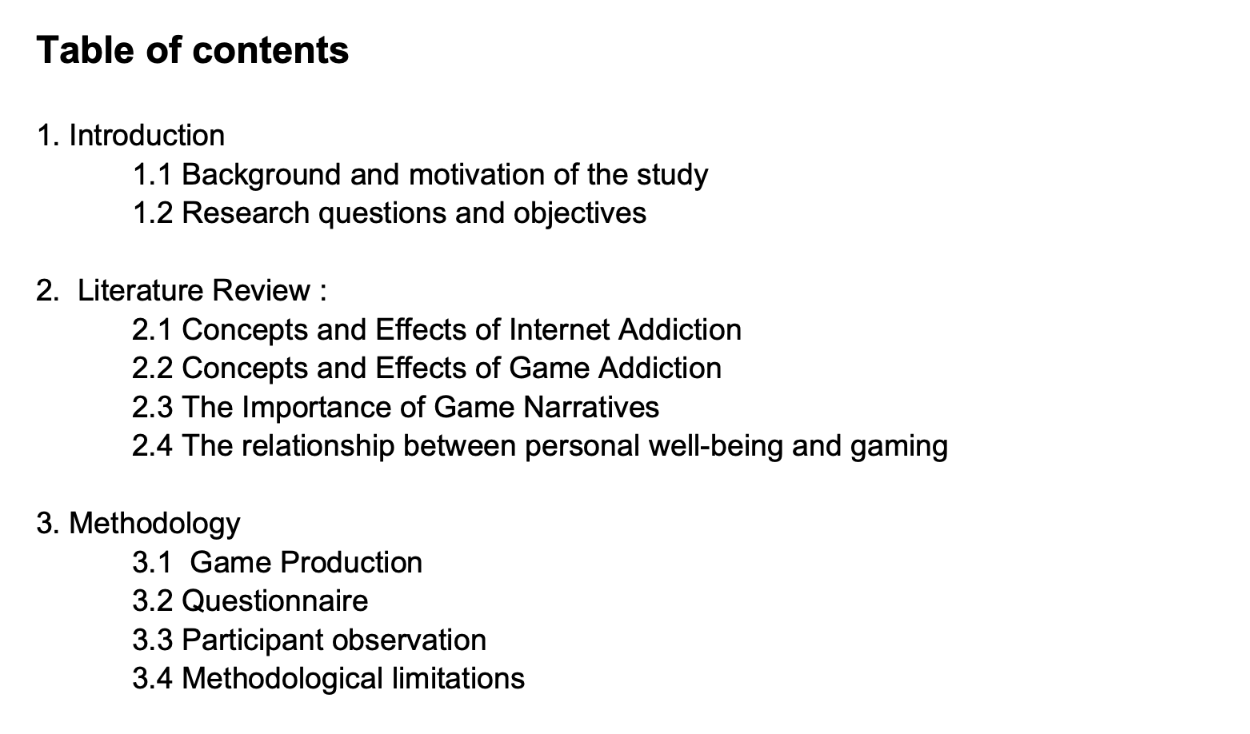 Table of contents
1. Introduction
1.1 Background and motivation of the study
1.2 Research questions and objectives
2.  Literature Review :
2.1 Concepts and Effects of Internet Addiction
2.2 Concepts and Effects of Game Addiction
2.3 The Importance of Game Narratives
2.4 The relationship between personal well-being and gaming
3. Methodology
3.1  Game Production
3.2 Questionnaire
3.3 Participant observation
3.4 Methodological limitations